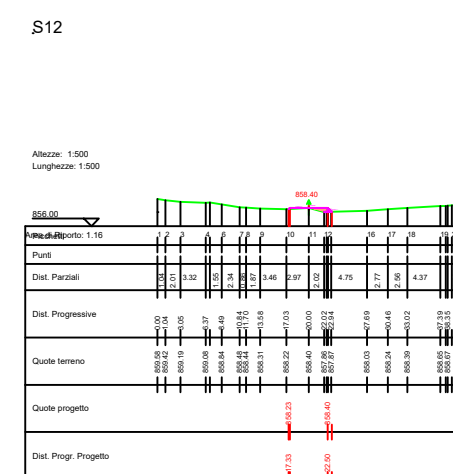 S12
Altezze: 1:500
Lunghezze: 1:500
858.40
856.00
Aree di Riporto: 1.16
1 2 3 4 6 7 8 9 10 11 12 16 17 18 19
Punti
Dist. Parziali 1.04 2.01 3.32 1.55 2.34 0.86 1.87 3.46 2.97 2.02 4.75 2.77 2.56 4.37
Dist. Progressive 0.00 1.04 3.05 6.37 8.49 10.84 11.70 13.58 17.03 20.00 22.02 22.94 27.69 30.46 33.02 37.39 38.35
Quote terreno 859.58 859.42 859.19 859.08 858.84 858.48 858.44 858.31 858.22 858.40 857.86 857.87 858.03 858.24 858.39 858.65 858.67
Quote progetto 858.23 858.40
Dist. Progr. Progetto 17.33 22.50